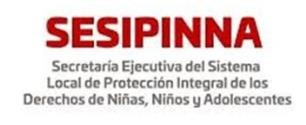 SESIPINNA
Secretaría Ejecutiva del Sistema
Local de Protección Integral de los
Derechos de Niñas, Niños y Adolescentes